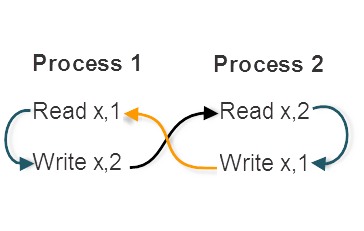 Process 1
Process 2
Read x,1
Read x,2
Write x,2
Write x,1